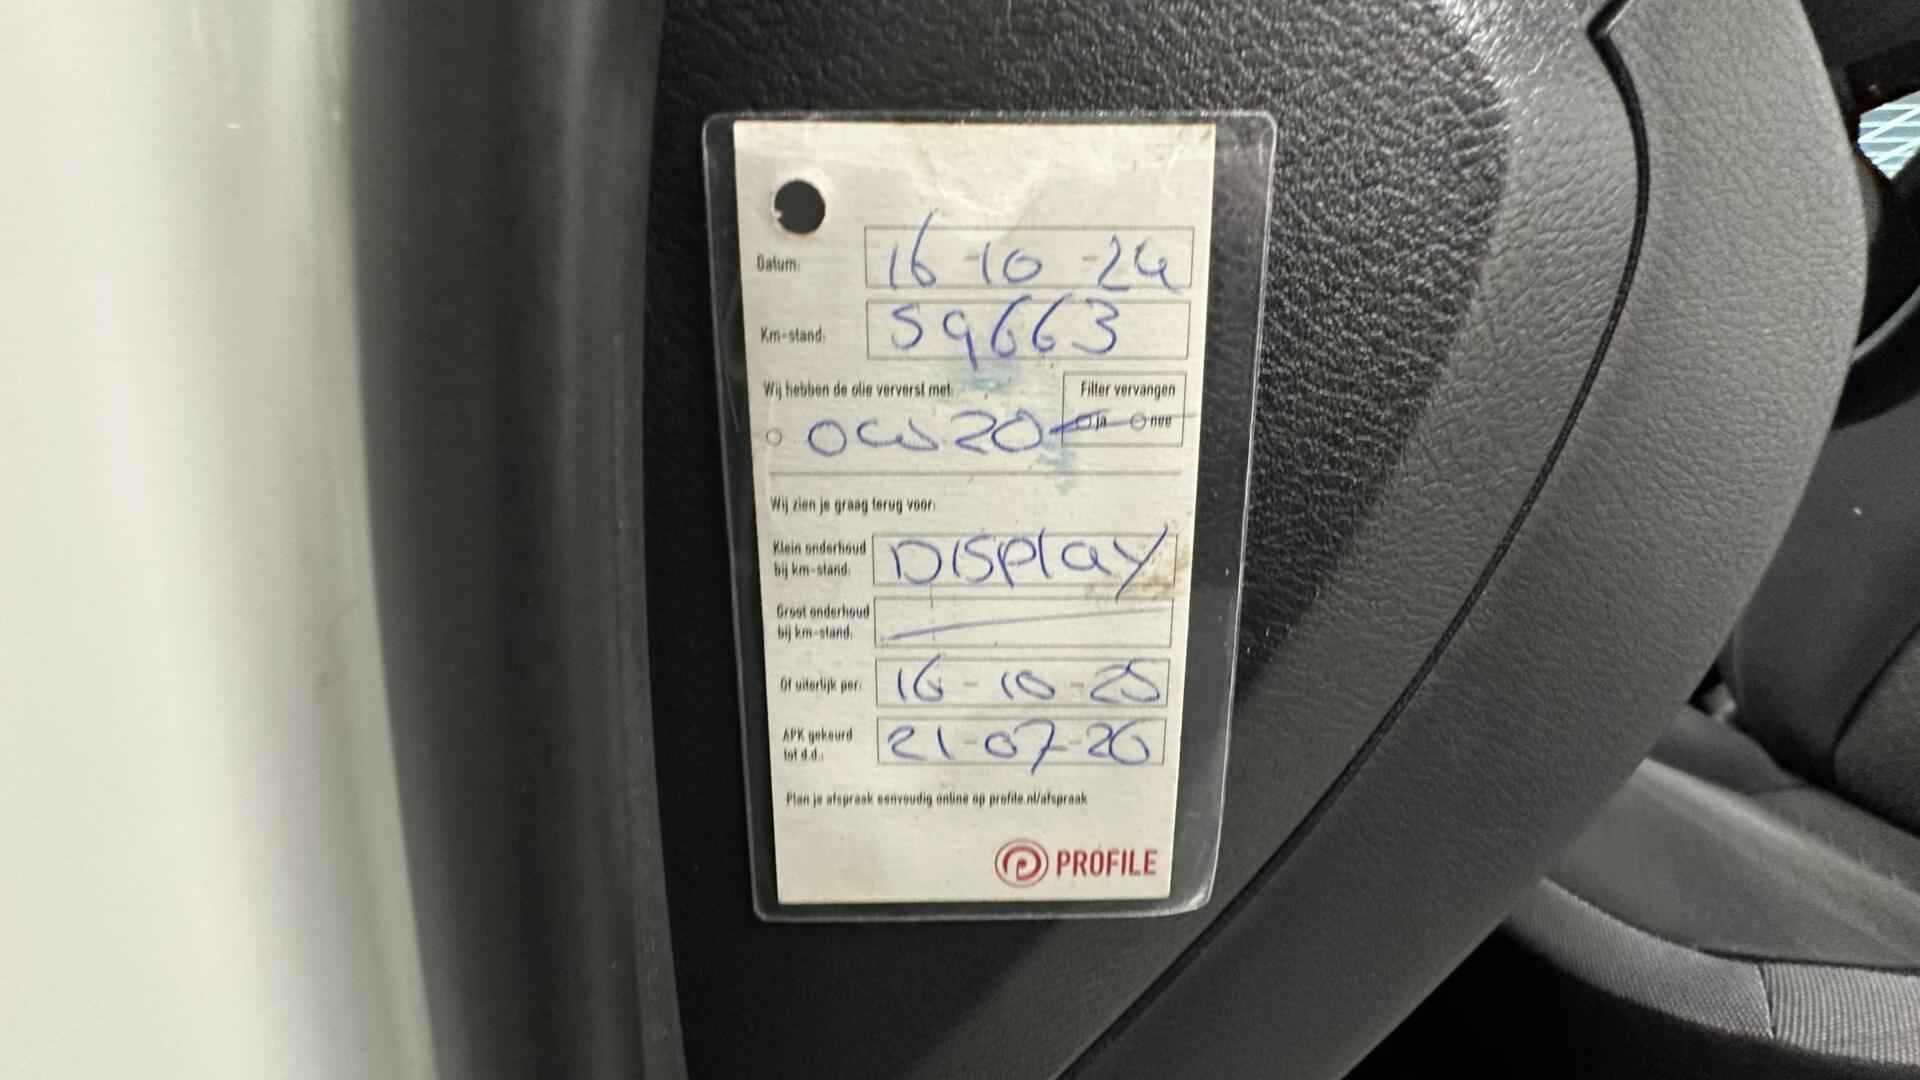 Datum: 16-10-24
Km-stand: 59663
Wij hebben de olie ververst met: Filter vervangen
0W20 ja nee
Wij zien je graag terug voor:
Klein onderhoud
bij km-stand: Display
Groot onderhoud
bij km-stand:
Of uiterlijk per: 16-10-25
APK gekeurd
tot d.d.: 21-07-26
Plan je afspraak eenvoudig online op profile.nl/afspraak
PROFILE